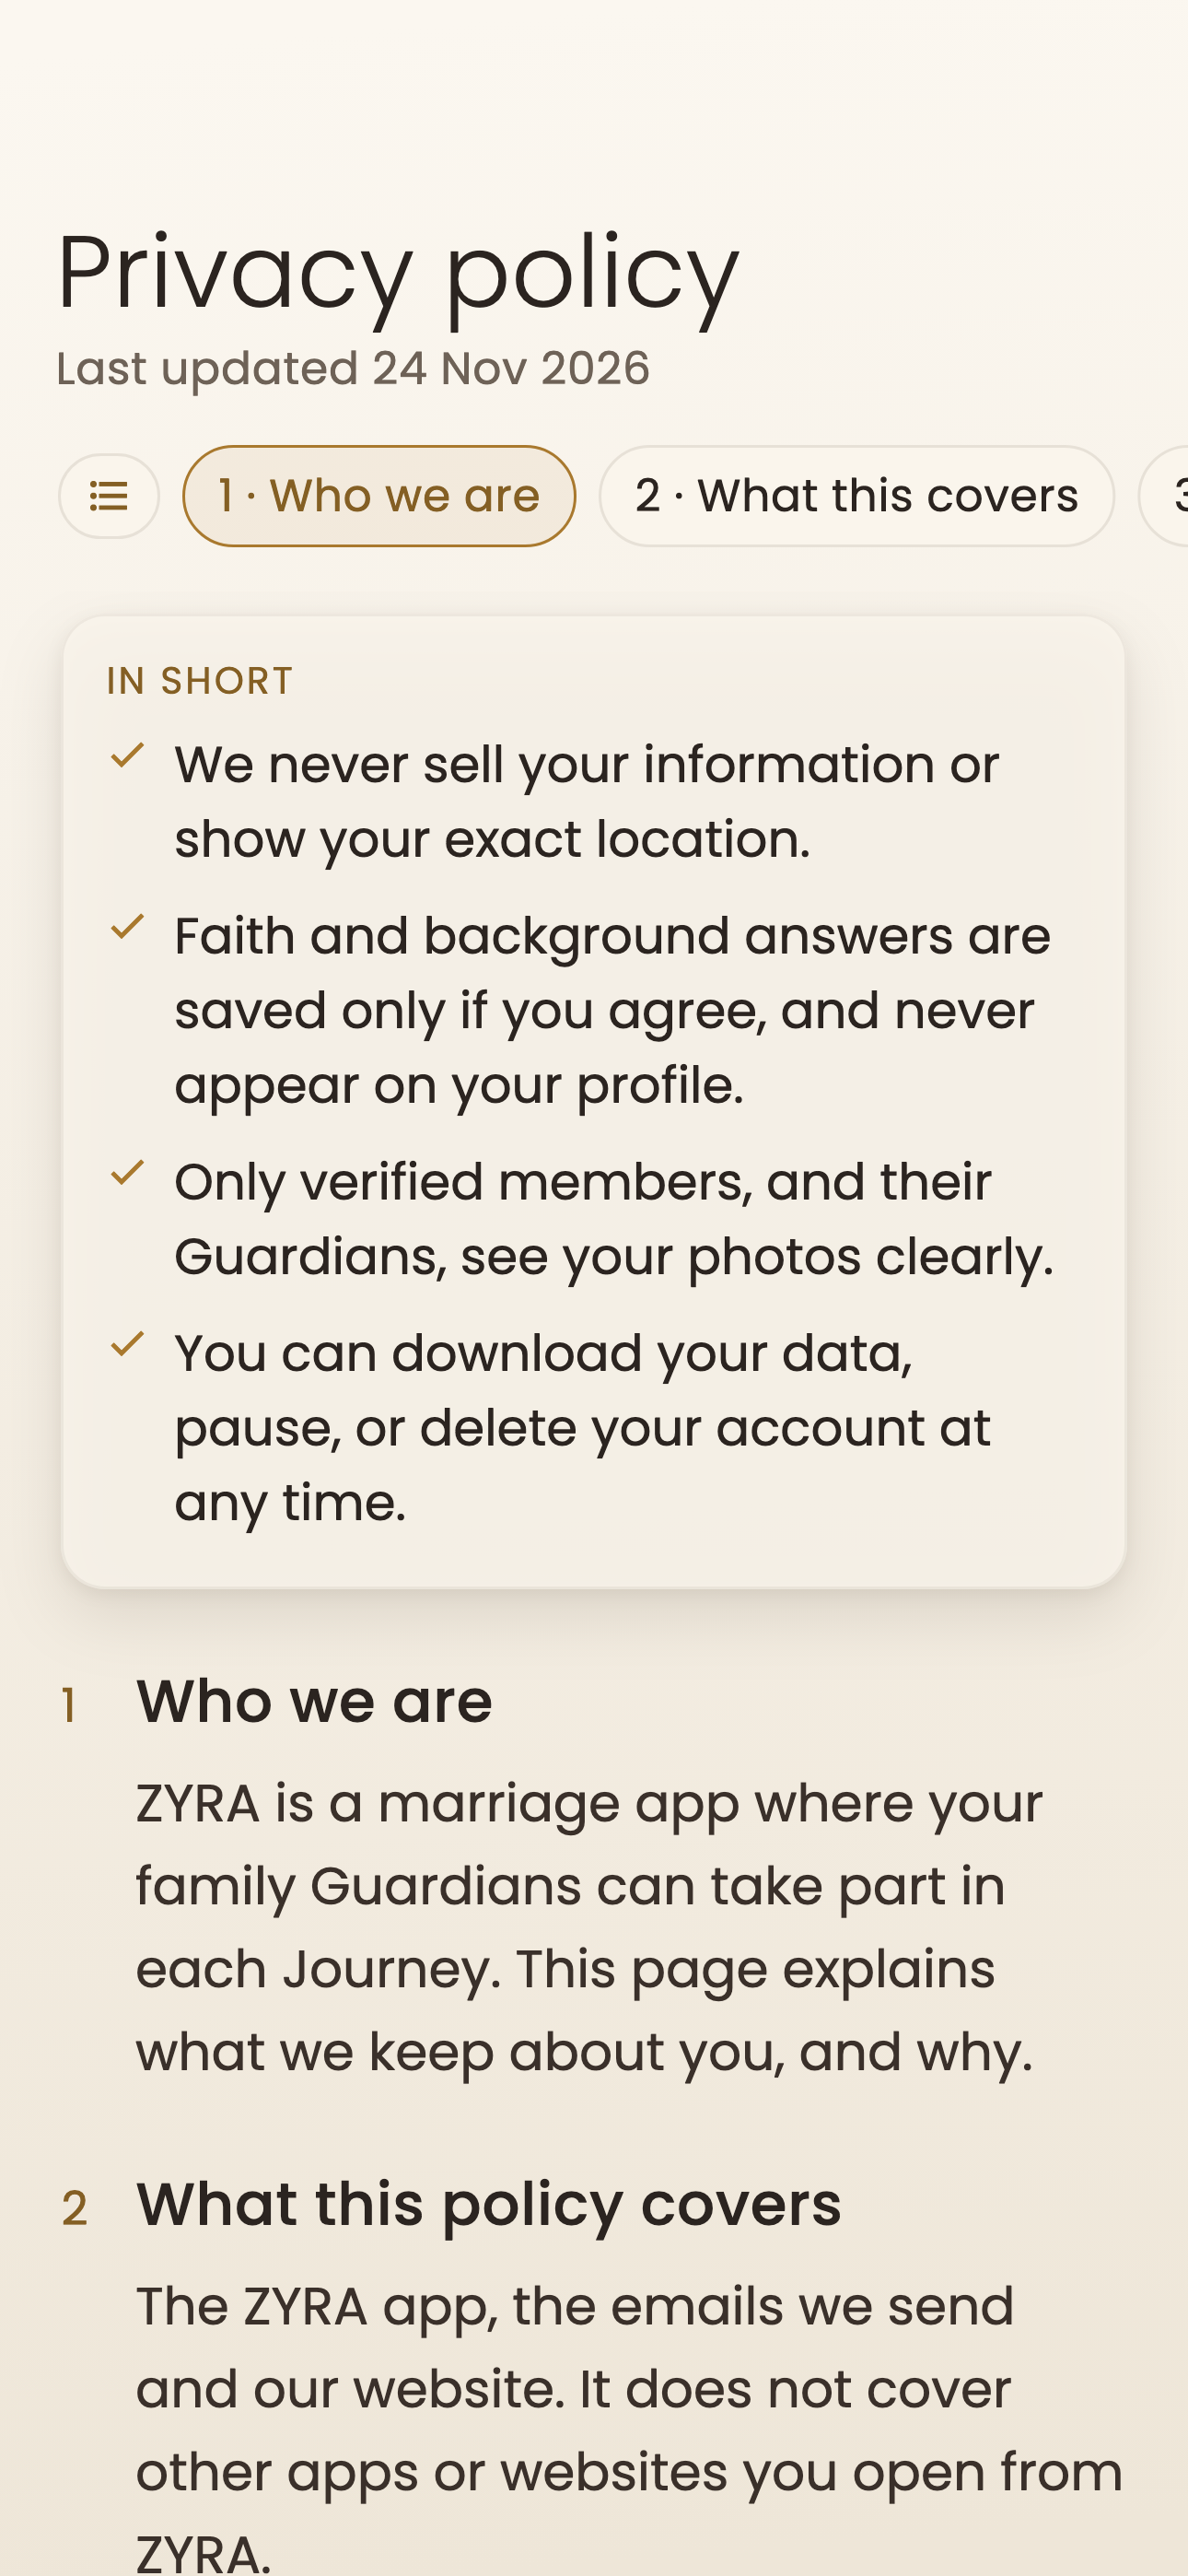 Privacy policy
Last updated 24 Nov 2026
1 · Who we are
2 · What this covers
3
IN SHORT
We never sell your information or
show your exact location.
Faith and background answers are
saved only if you agree, and never
appear on your profile.
Only verified members, and their
Guardians, see your photos clearly.
You can download your data,
pause, or delete your account at
any time.
1 Who we are
ZYRA is a marriage app where your
family Guardians can take part in
each Journey. This page explains
what we keep about you, and why.
2 What this policy covers
The ZYRA app, the emails we send
and our website. It does not cover
other apps or websites you open from
ZYRA.